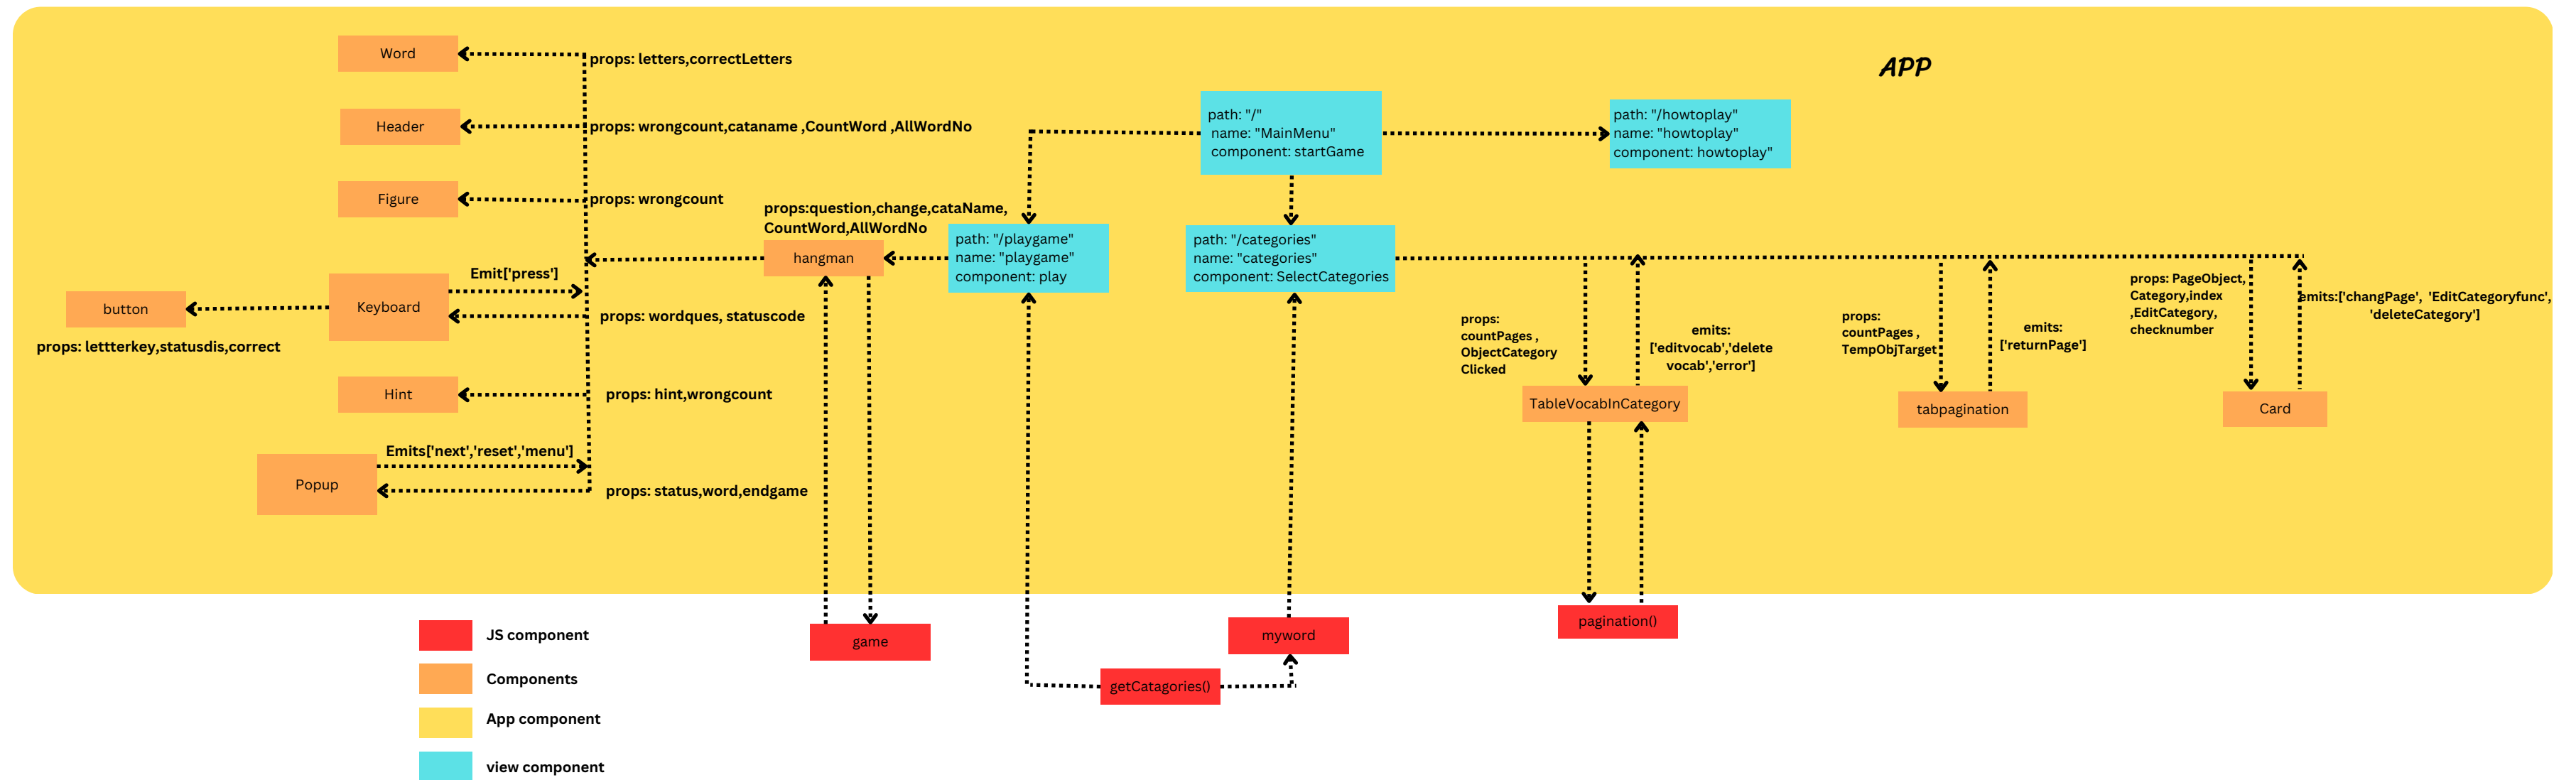 APP
Word
props: letters,correctLetters
Header
props: wrongcount,cataname ,CountWord ,AllWordNo
Figure
props: wrongcount
props:question,change,cataName,
CountWord,AllWordNo
hangman
path: "/"
name: "MainMenu"
component: startGame
path: "/howtoplay"
name: "howtoplay"
component: howtoplay"
path: "/playgame"
name: "playgame"
component: play
path: "/categories"
name: "categories"
component: SelectCategories
Emit['press']
button
Keyboard
props: wordques, statuscode
props: lettterkey,statusdis,correct
Hint
props: hint,wrongcount
Emits['next','reset','menu']
Popup
props: status,word,endgame
props:
countPages ,
ObjectCategory
Clicked
emits:
['editvocab','delete
vocab','error']
TableVocabInCategory
props:
countPages ,
TempObjTarget
emits:
['returnPage']
tabpagination
props: PageObject,
Category,index
,EditCategory,
checknumber
emits:['changPage', 'EditCategoryfunc',
'deleteCategory']
Card
game
myword
getCatagories()
pagination()
JS component
Components
App component
view component